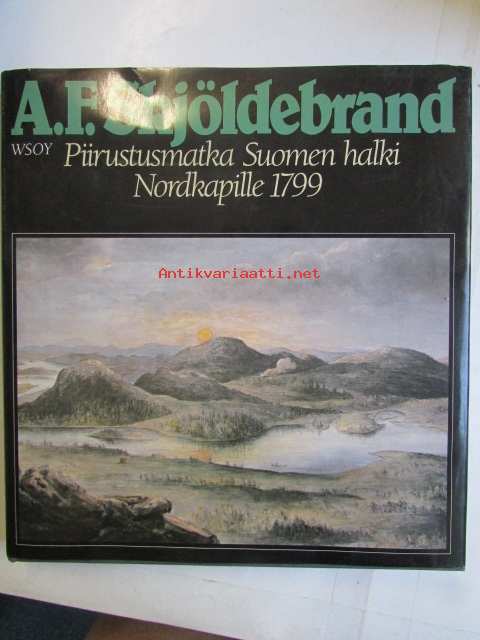 A.F. Skjöldebrand
WSOY Piirustusmatka Suomen halki
Nordkapille 1799
Antikvariaatti.net